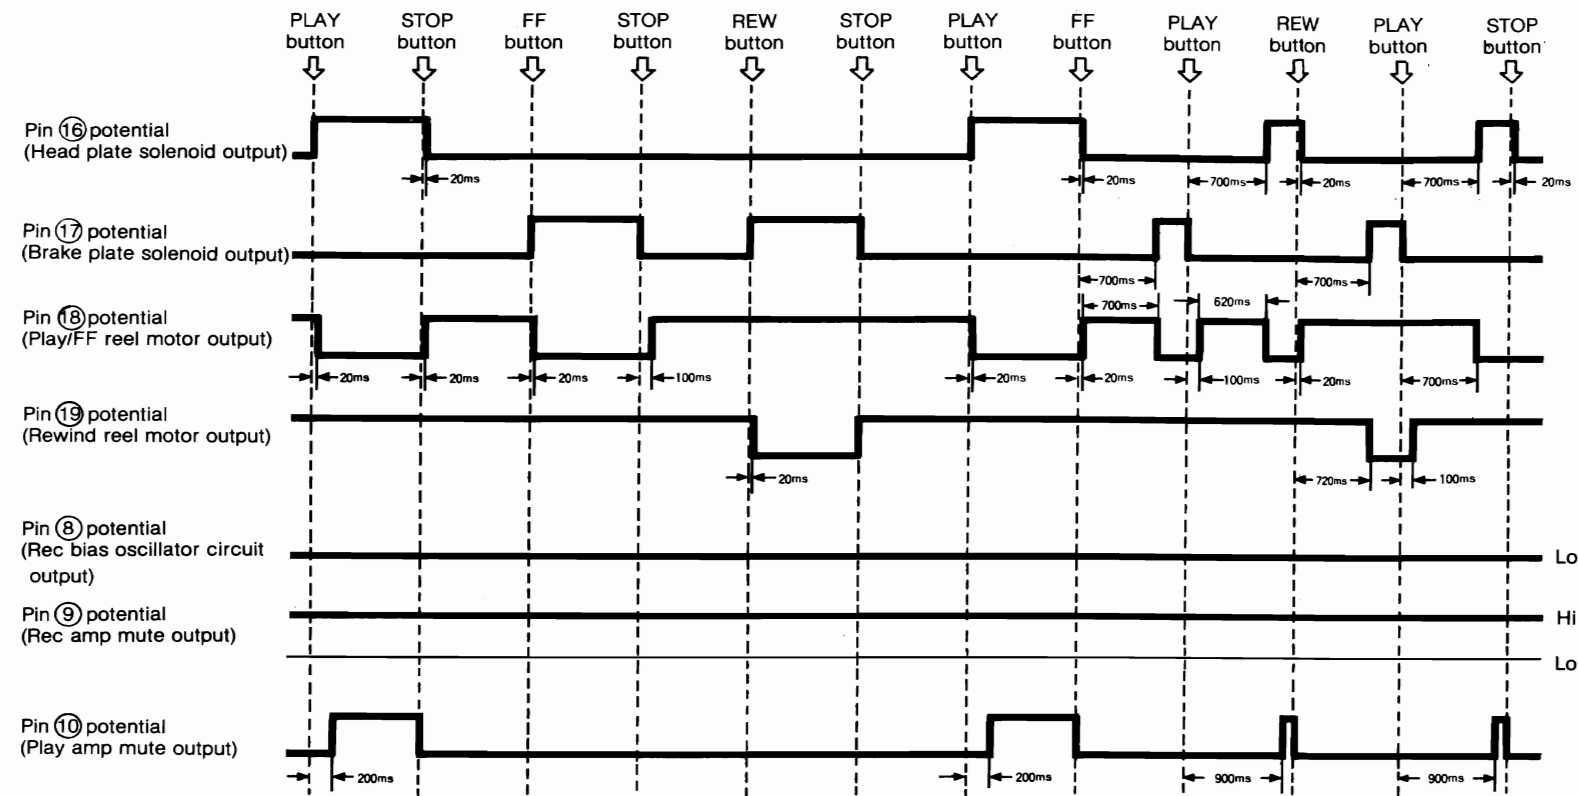 PLAY button
STOP button
FF button
STOP button
REW button
STOP button
PLAY button
FF button
PLAY button
REW button
PLAY button
STOP button
Pin ⑯ potential
(Head plate solenoid output)
20ms
20ms
700ms
20ms
700ms
20ms
Pin ⑰ potential
(Brake plate solenoid output)
700ms
700ms
Pin ⑱ potential
(Play/FF reel motor output)
700ms
620ms
20ms
20ms
20ms
100ms
20ms
20ms
100ms
20ms
700ms
Pin ⑲ potential
(Rewind reel motor output)
20ms
720ms
100ms
Pin ⑧ potential
(Rec bias oscillator circuit
output)
Lo
Pin ⑨ potential
(Rec amp mute output)
Hi
Lo
Pin ⑩ potential
(Play amp mute output)
200ms
200ms
900ms
900ms